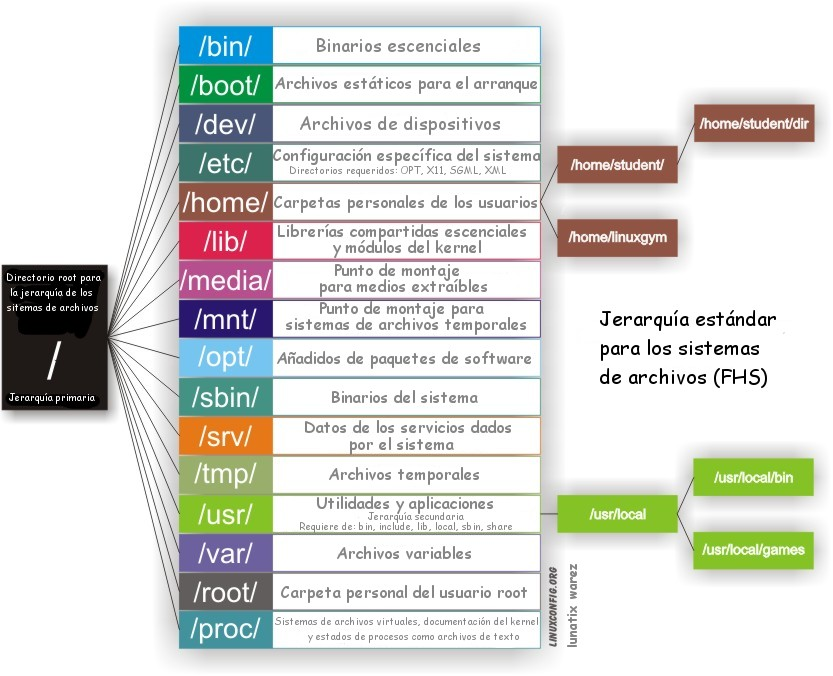 Directorio root para
la jerarquía de los
sitemas de archivos
/
Jerarquía primaria
/bin/ Binarios escenciales
/boot/ Archivos estáticos para el arranque
/dev/ Archivos de dispositivos
/etc/ Configuración específica del sistema
Directorios requeridos: OPT, X11, SGML, XML
/home/ Carpetas personales de los usuarios
/lib/ Librerías compartidas escenciales
y módulos del kernel
/media/ Punto de montaje
para medios extraíbles
/mnt/ Punto de montaje para
sistemas de archivos temporales
/opt/ Añadidos de paquetes de software
/sbin/ Binarios del sistema
/srv/ Datos de los servicios dados
por el sistema
/tmp/ Archivos temporales
/usr/ Utilidades y aplicaciones
Jerarquía secundaria
Requiere de: bin, include, lib, local, sbin, share
/var/ Archivos variables
/root/ Carpeta personal del usuario root
/proc/ Sistemas de archivos virtuales, documentación del kernel
y estados de procesos como archivos de texto
/home/student/
/home/student/dir
/home/linuxgym
Jerarquía estándar
para los sistemas
de archivos (FHS)
/usr/local
/usr/local/bin
/usr/local/games
LINUXCONFIG.ORG
lunatix warez